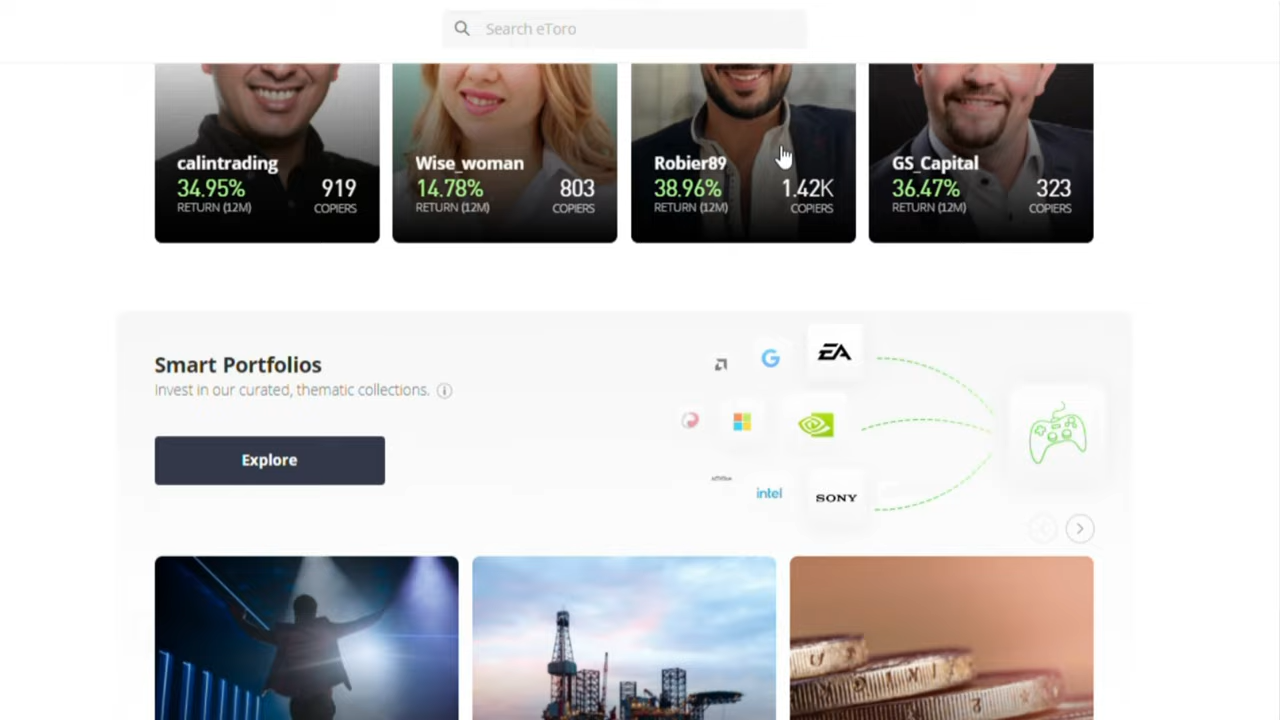 Search eToro
calintrading
34.95%
919
RETURN (12M)
COPIERS
Wise_woman
14.78%
803
RETURN (12M)
COPIERS
Robier89
38.96%
1.42K
RETURN (12M)
COPIERS
GS_Capital
36.47%
323
RETURN (12M)
COPIERS
Smart Portfolios
Invest in our curated, thematic collections.
Explore
G
EA
intel
SONY